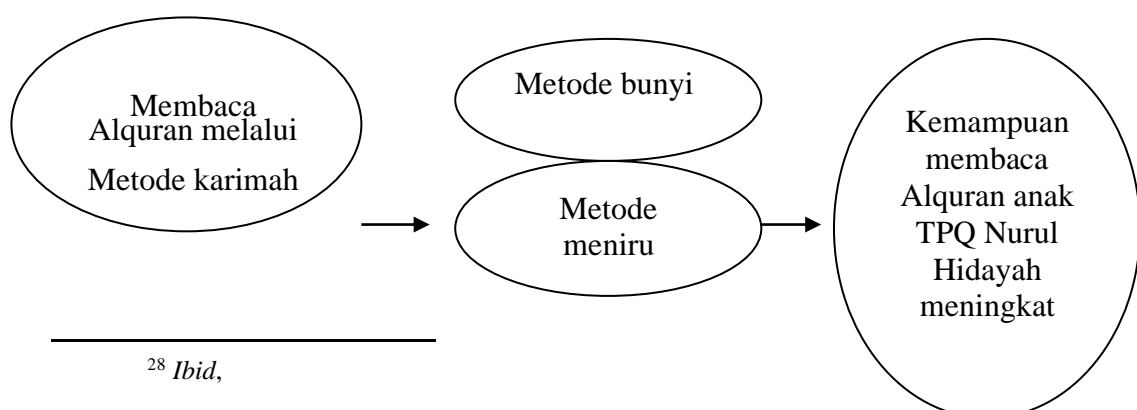 Membaca
Alquran melalui
Metode karimah
Metode bunyi
Metode
meniru
Kemampuan
membaca
Alquran anak
TPQ Nurul
Hidayah
meningkat
28 Ibid,